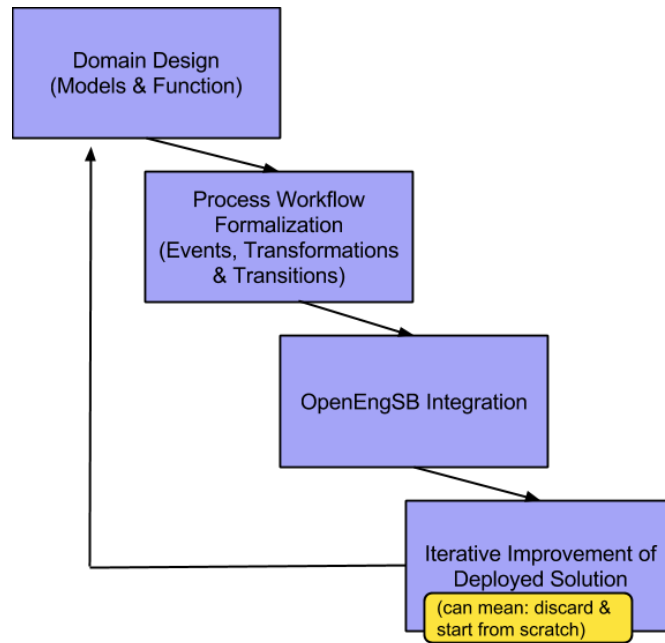 Domain Design
(Models & Function)
Process Workflow
Formalization
(Events, Transformations
& Transitions)
OpenEngSB Integration
Iterative Improvement of
Deployed Solution
(can mean: discard &
start from scratch)